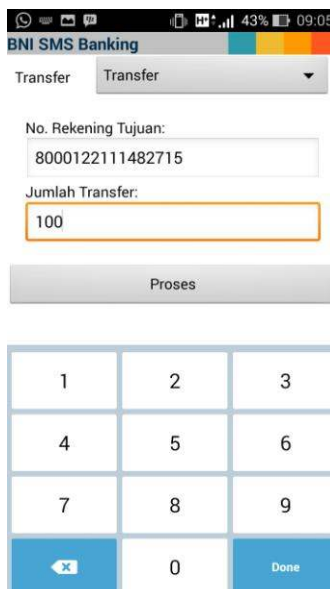 43% 09:05
BNI SMS Banking
Transfer Transfer
No. Rekening Tujuan:
8000122111482715
Jumlah Transfer:
100
Proses
1 2 3
4 5 6
7 8 9
0 Done